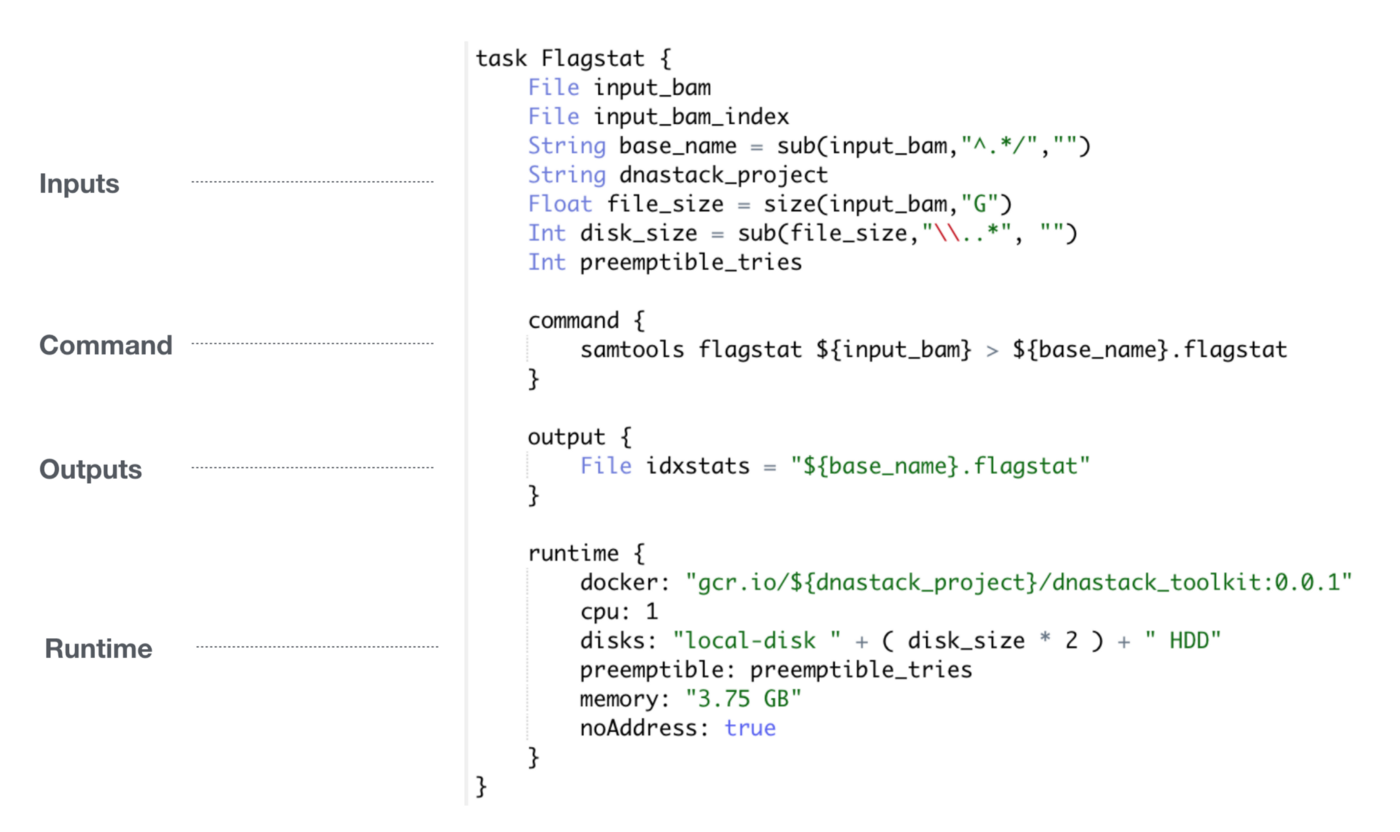 task Flagstat {
File input_bam
File input_bam_index
String base_name = sub(input_bam,"^.*/","")
Inputs
String dnastack_project
Float file_size = size(input_bam,"G")
Int disk_size = sub(file_size,"\\..*", "")
Int preemptible_tries
command {
Command
samtools flagstat ${input_bam} > ${base_name}.flagstat
}
output {
Outputs
File idxstats = "${base_name}.flagstat"
}
runtime {
docker: "gcr.io/${dnastack_project}/dnastack_toolkit:0.0.1"
cpu: 1
Runtime
disks: "local-disk " + ( disk_size * 2 ) + " HDD"
preemptible: preemptible_tries
memory: "3.75 GB"
noAddress: true
}
}